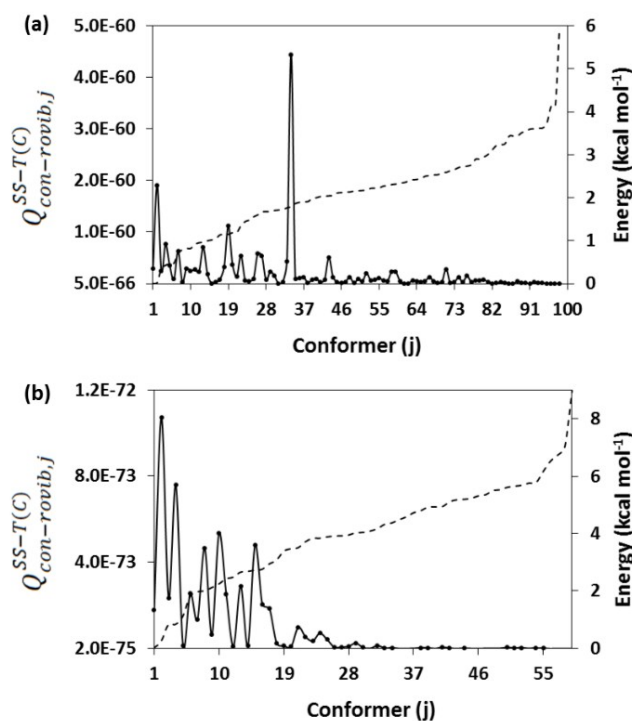 (a)
5.0E-60
4.0E-60
3.0E-60
2.0E-60
1.0E-60
5.0E-66
Q^{SS-T(C)}_{con-rovib,j}
6
5
4
3
2
1
0
Energy (kcal mol⁻¹)
1 10 19 28 37 46 55 64 73 82 91 100
Conformer (j)
(b)
1.2E-72
8.0E-73
4.0E-73
2.0E-75
Q^{SS-T(C)}_{con-rovib,j}
8
6
4
2
0
Energy (kcal mol⁻¹)
1 10 19 28 37 46 55
Conformer (j)